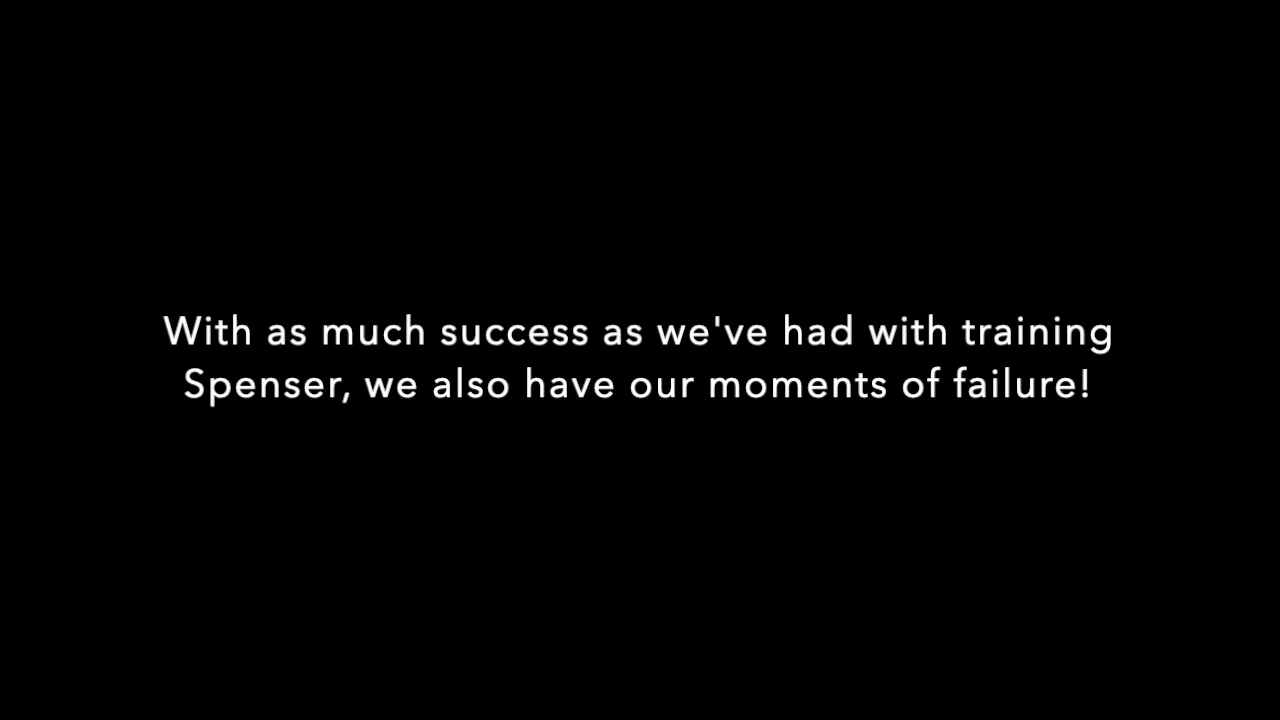 With as much success as we've had with training
Spenser, we also have our moments of failure!